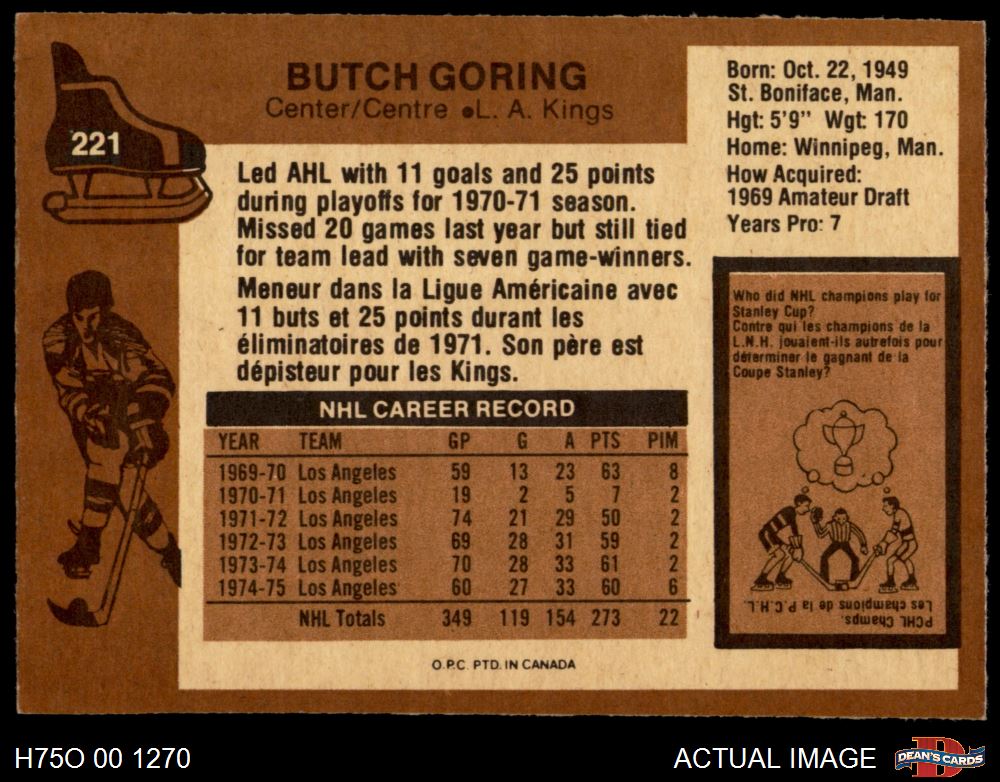 221
BUTCH GORING
Center/Centre • L. A. Kings
Born: Oct. 22, 1949
St. Boniface, Man.
Hgt: 5'9" Wgt: 170
Home: Winnipeg, Man.
How Acquired:
1969 Amateur Draft
Years Pro: 7
Led AHL with 11 goals and 25 points
during playoffs for 1970-71 season.
Missed 20 games last year but still tied
for team lead with seven game-winners.
Meneur dans la Ligue Américaine avec
11 buts et 25 points durant les
éliminatoires de 1971. Son père est
dépisteur pour les Kings.
NHL CAREER RECORD
YEAR TEAM GP G A PTS PIM
1969-70 Los Angeles 59 13 23 63 8
1970-71 Los Angeles 19 2 5 7 2
1971-72 Los Angeles 74 21 29 50 2
1972-73 Los Angeles 69 28 31 59 2
1973-74 Los Angeles 70 28 33 61 2
1974-75 Los Angeles 60 27 33 60 6
NHL Totals 349 119 154 273 22
O.P.C. PTD. IN CANADA
Who did NHL champions play for
Stanley Cup?
Contre qui les champions de la
L.N.H. jouaient-ils autrefois pour
déterminer le gagnant de la
Coupe Stanley?
PCHL Champs.
Les champions de la P.C.H.L.
H75O 00 1270
ACTUAL IMAGE
D
DEAN'S CARDS